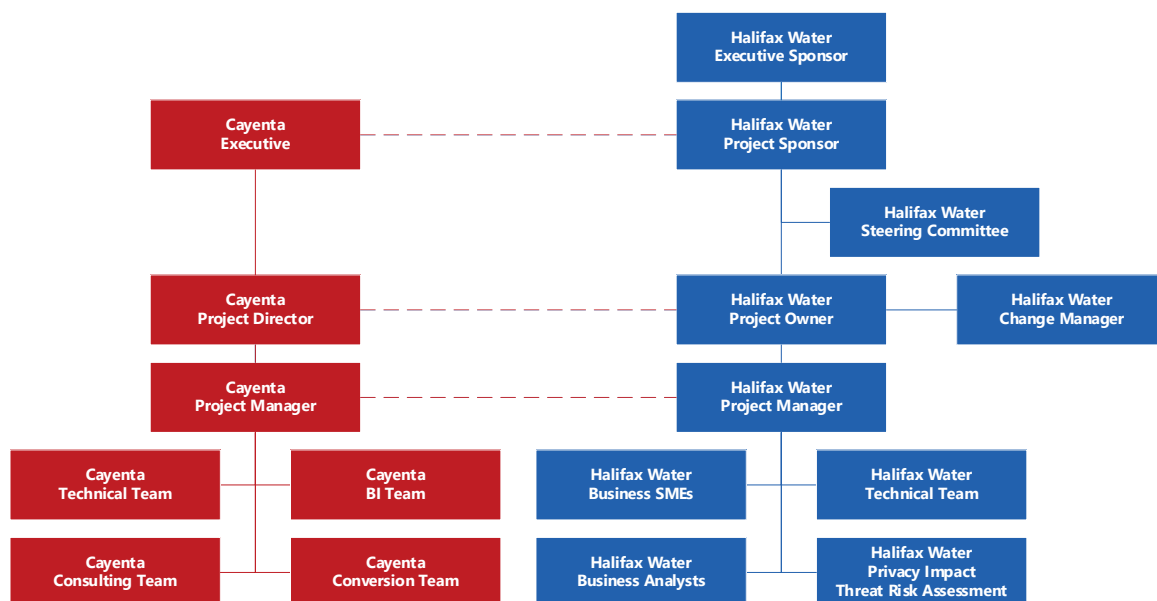 Halifax Water
Executive Sponsor
Cayenta
Executive
Halifax Water
Project Sponsor
Halifax Water
Steering Committee
Cayenta
Project Director
Halifax Water
Project Owner
Halifax Water
Change Manager
Cayenta
Project Manager
Halifax Water
Project Manager
Cayenta
Technical Team
Cayenta
BI Team
Halifax Water
Business SMEs
Halifax Water
Technical Team
Cayenta
Consulting Team
Cayenta
Conversion Team
Halifax Water
Business Analysts
Halifax Water
Privacy Impact
Threat Risk Assessment